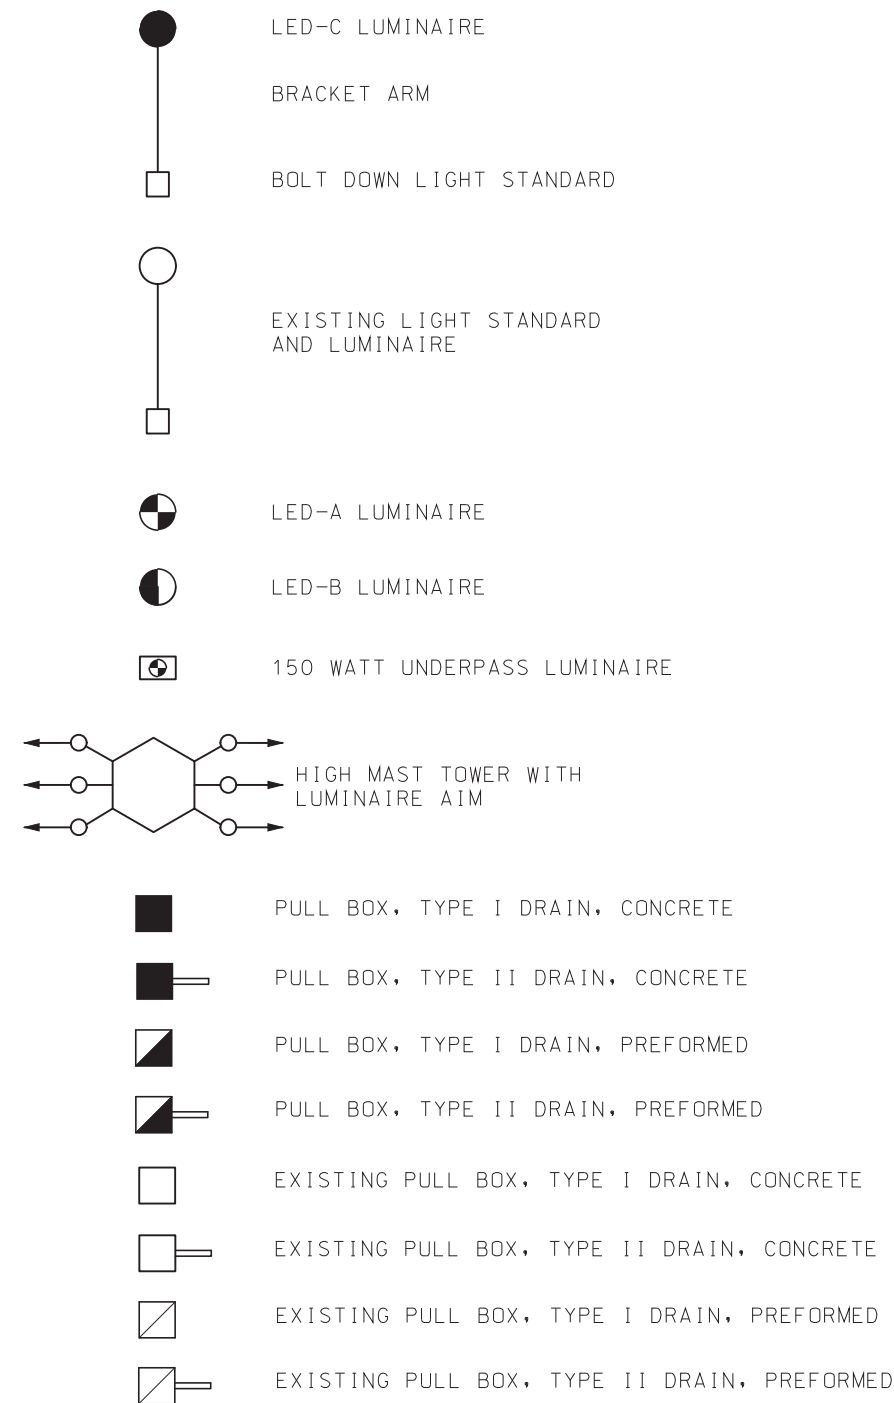 LED-C LUMINAIRE
BRACKET ARM
BOLT DOWN LIGHT STANDARD
EXISTING LIGHT STANDARD
AND LUMINAIRE
LED-A LUMINAIRE
LED-B LUMINAIRE
150 WATT UNDERPASS LUMINAIRE
HIGH MAST TOWER WITH
LUMINAIRE AIM
PULL BOX, TYPE I DRAIN, CONCRETE
PULL BOX, TYPE II DRAIN, CONCRETE
PULL BOX, TYPE I DRAIN, PREFORMED
PULL BOX, TYPE II DRAIN, PREFORMED
EXISTING PULL BOX, TYPE I DRAIN, CONCRETE
EXISTING PULL BOX, TYPE II DRAIN, CONCRETE
EXISTING PULL BOX, TYPE I DRAIN, PREFORMED
EXISTING PULL BOX, TYPE II DRAIN, PREFORMED